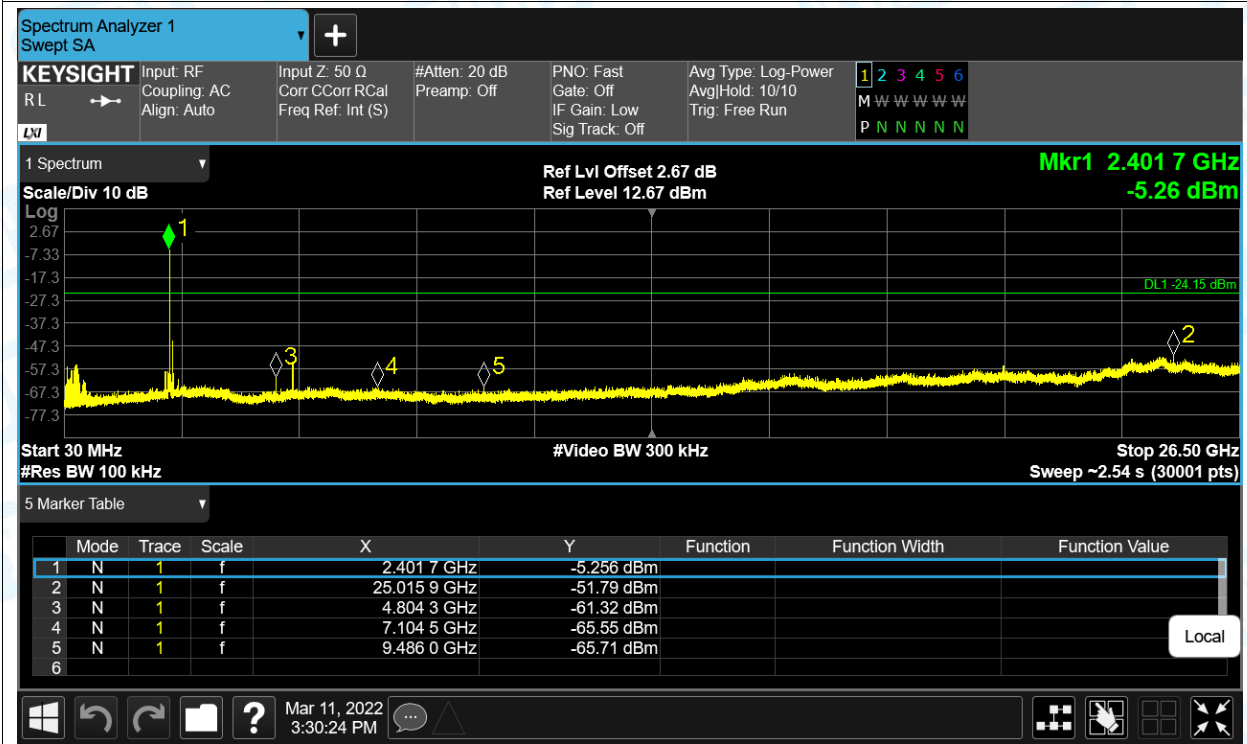 Spectrum Analyzer 1
Swept SA
+
KEYSIGHT
R L
LXI
Input: RF
Coupling: AC
Align: Auto
Input Z: 50 Ω
Corr CCorr RCal
Freq Ref: Int (S)
#Atten: 20 dB
Preamp: Off
PNO: Fast
Gate: Off
IF Gain: Low
Sig Track: Off
Avg Type: Log-Power
Avg|Hold: 10/10
Trig: Free Run
1 2 3 4 5 6
M W W W W W
P N N N N N
1 Spectrum
Scale/Div 10 dB
Ref Lvl Offset 2.67 dB
Ref Level 12.67 dBm
Mkr1 2.401 7 GHz
-5.26 dBm
Log
2.67
-7.33
-17.3
-27.3
-37.3
-47.3
-57.3
-67.3
-77.3
1
DL1 -24.15 dBm
2
3
4
5
Start 30 MHz
#Video BW 300 kHz
Stop 26.50 GHz
#Res BW 100 kHz
Sweep ~2.54 s (30001 pts)
5 Marker Table
Mode Trace Scale X Y Function Function Width Function Value
1 N 1 f 2.401 7 GHz -5.256 dBm
2 N 1 f 25.015 9 GHz -51.79 dBm
3 N 1 f 4.804 3 GHz -61.32 dBm
4 N 1 f 7.104 5 GHz -65.55 dBm
5 N 1 f 9.486 0 GHz -65.71 dBm
6
Local
?
Mar 11, 2022
3:30:24 PM